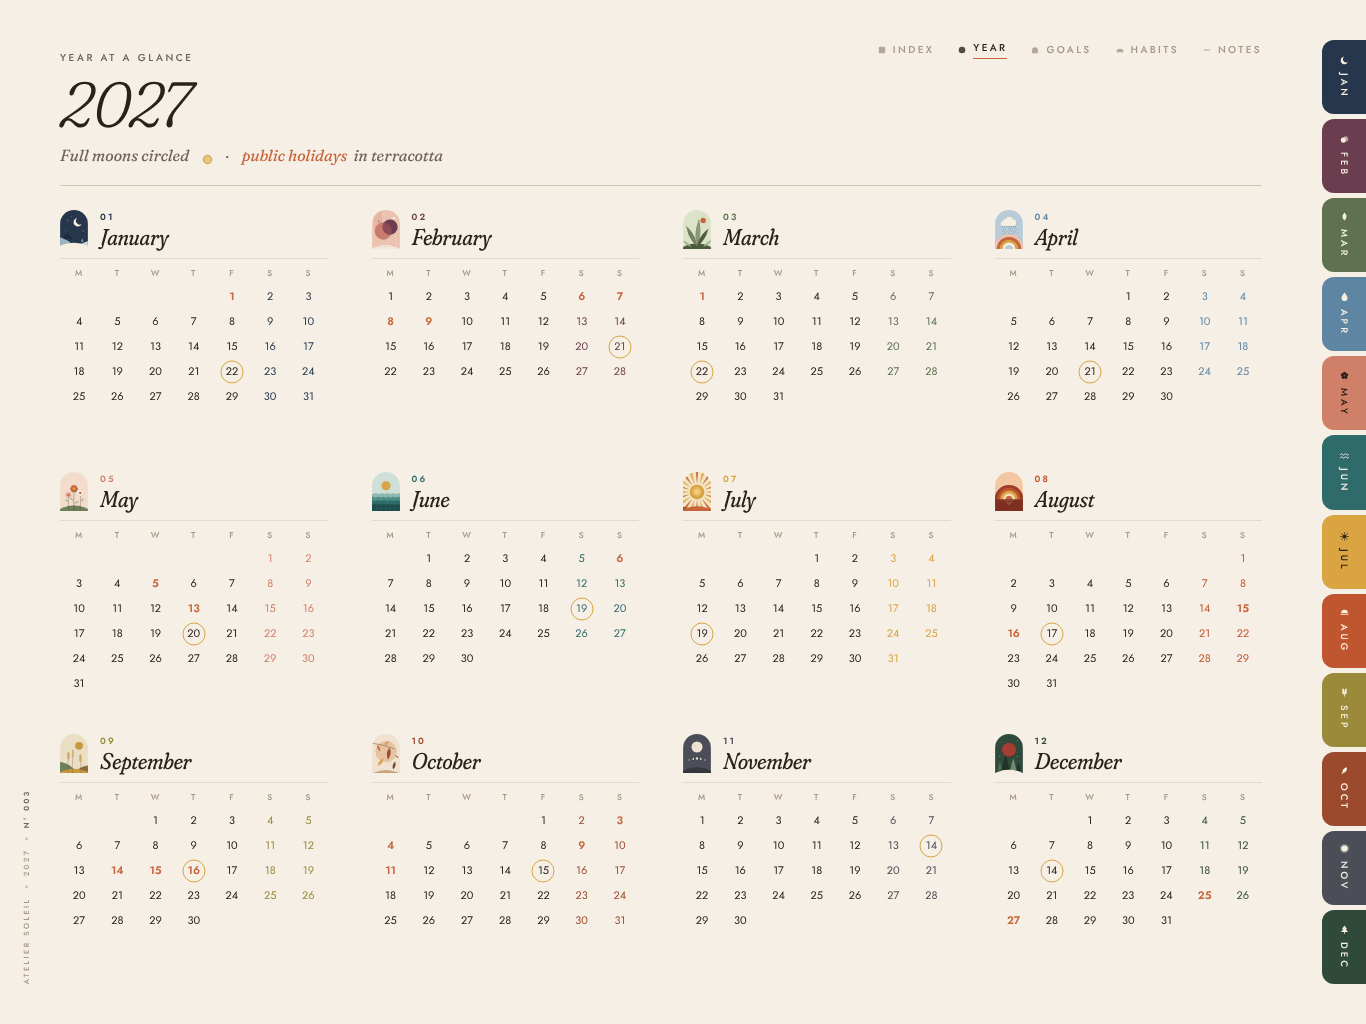 YEAR AT A GLANCE
INDEX YEAR GOALS HABITS NOTES
2027
Full moons circled · public holidays in terracotta
01
January
M T W T F S S
1 2 3
4 5 6 7 8 9 10
11 12 13 14 15 16 17
18 19 20 21 22 23 24
25 26 27 28 29 30 31
02
February
M T W T F S S
1 2 3 4 5 6 7
8 9 10 11 12 13 14
15 16 17 18 19 20 21
22 23 24 25 26 27 28
03
March
M T W T F S S
1 2 3 4 5 6 7
8 9 10 11 12 13 14
15 16 17 18 19 20 21
22 23 24 25 26 27 28
29 30 31
04
April
M T W T F S S
1 2 3 4
5 6 7 8 9 10 11
12 13 14 15 16 17 18
19 20 21 22 23 24 25
26 27 28 29 30
05
May
M T W T F S S
1 2
3 4 5 6 7 8 9
10 11 12 13 14 15 16
17 18 19 20 21 22 23
24 25 26 27 28 29 30
31
06
June
M T W T F S S
1 2 3 4 5 6
7 8 9 10 11 12 13
14 15 16 17 18 19 20
21 22 23 24 25 26 27
28 29 30
07
July
M T W T F S S
1 2 3 4
5 6 7 8 9 10 11
12 13 14 15 16 17 18
19 20 21 22 23 24 25
26 27 28 29 30 31
08
August
M T W T F S S
1
2 3 4 5 6 7 8
9 10 11 12 13 14 15
16 17 18 19 20 21 22
23 24 25 26 27 28 29
30 31
09
September
M T W T F S S
1 2 3 4 5
6 7 8 9 10 11 12
13 14 15 16 17 18 19
20 21 22 23 24 25 26
27 28 29 30
10
October
M T W T F S S
1 2 3
4 5 6 7 8 9 10
11 12 13 14 15 16 17
18 19 20 21 22 23 24
25 26 27 28 29 30 31
11
November
M T W T F S S
1 2 3 4 5 6 7
8 9 10 11 12 13 14
15 16 17 18 19 20 21
22 23 24 25 26 27 28
29 30
12
December
M T W T F S S
1 2 3 4 5
6 7 8 9 10 11 12
13 14 15 16 17 18 19
20 21 22 23 24 25 26
27 28 29 30 31
JAN
FEB
MAR
APR
MAY
JUN
JUL
AUG
SEP
OCT
NOV
DEC
ATELIER SOLEIL • 2027 • N° 003